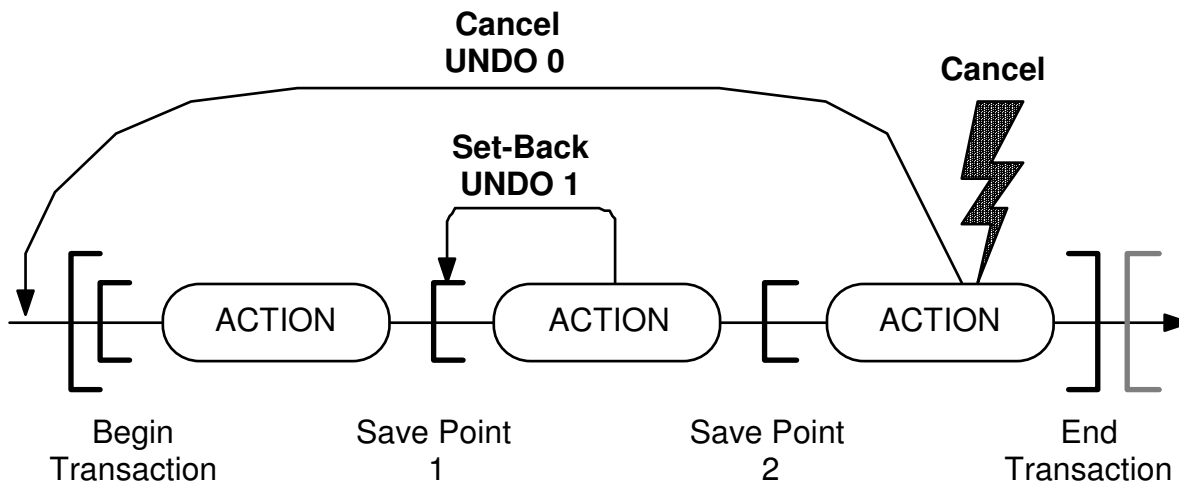 Cancel
UNDO 0
Cancel
Set-Back
UNDO 1
ACTION
ACTION
ACTION
Begin
Transaction
Save Point
1
Save Point
2
End
Transaction